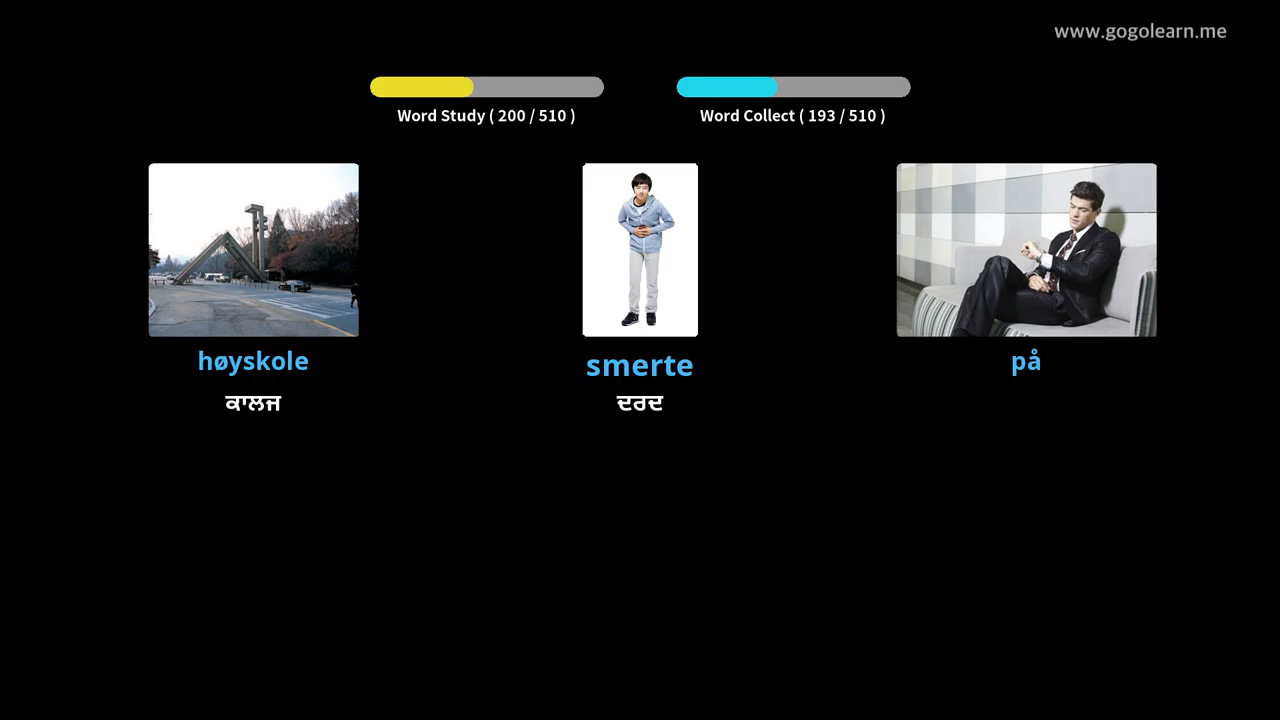 www.gogolearn.me
Word Study ( 200 / 510 )
Word Collect ( 193 / 510 )
høyskole
smerte
på
ਕਾਲਜ
ਦਰਦ